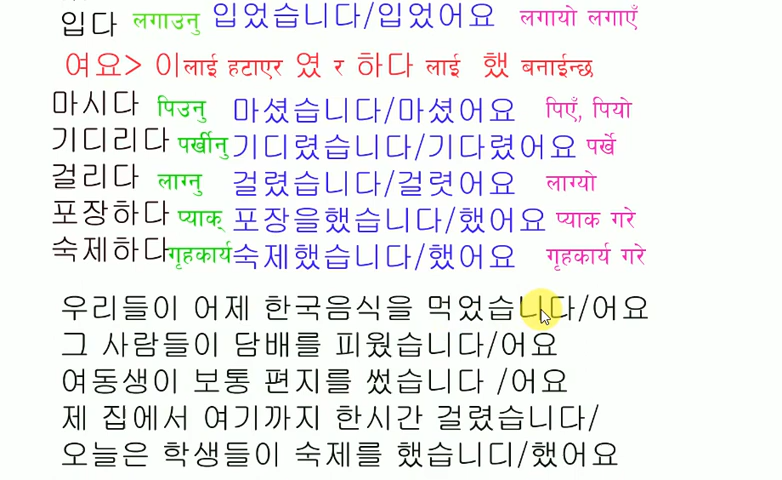 입다 लगाउनु 입었습니다/입었어요 लगायो लगाएँ
여요> 이लाई हटाएर 였 र 하다 लाई 했 बनाईन्छ
마시다 पिउनु 마셨습니다/마셨어요 पिएँ, पियो
기디리다 पर्खीनु 기디렸습니다/기다렸어요 पर्खे
걸리다 लाग्नु 걸렸습니다/걸렷어요 लाग्यो
포장하다 प्याक् 포장을했습니다/했어요 प्याक गरे
숙제하다 गृहकार्य 숙제했습니다/했어요 गृहकार्य गरे
우리들이 어제 한국음식을 먹었습니다/어요
그 사람들이 담배를 피웠습니다/어요
여동생이 보통 편지를 썼습니다 /어요
제 집에서 여기까지 한시간 걸렸습니다/
오늘은 학생들이 숙제를 했습니디/했어요